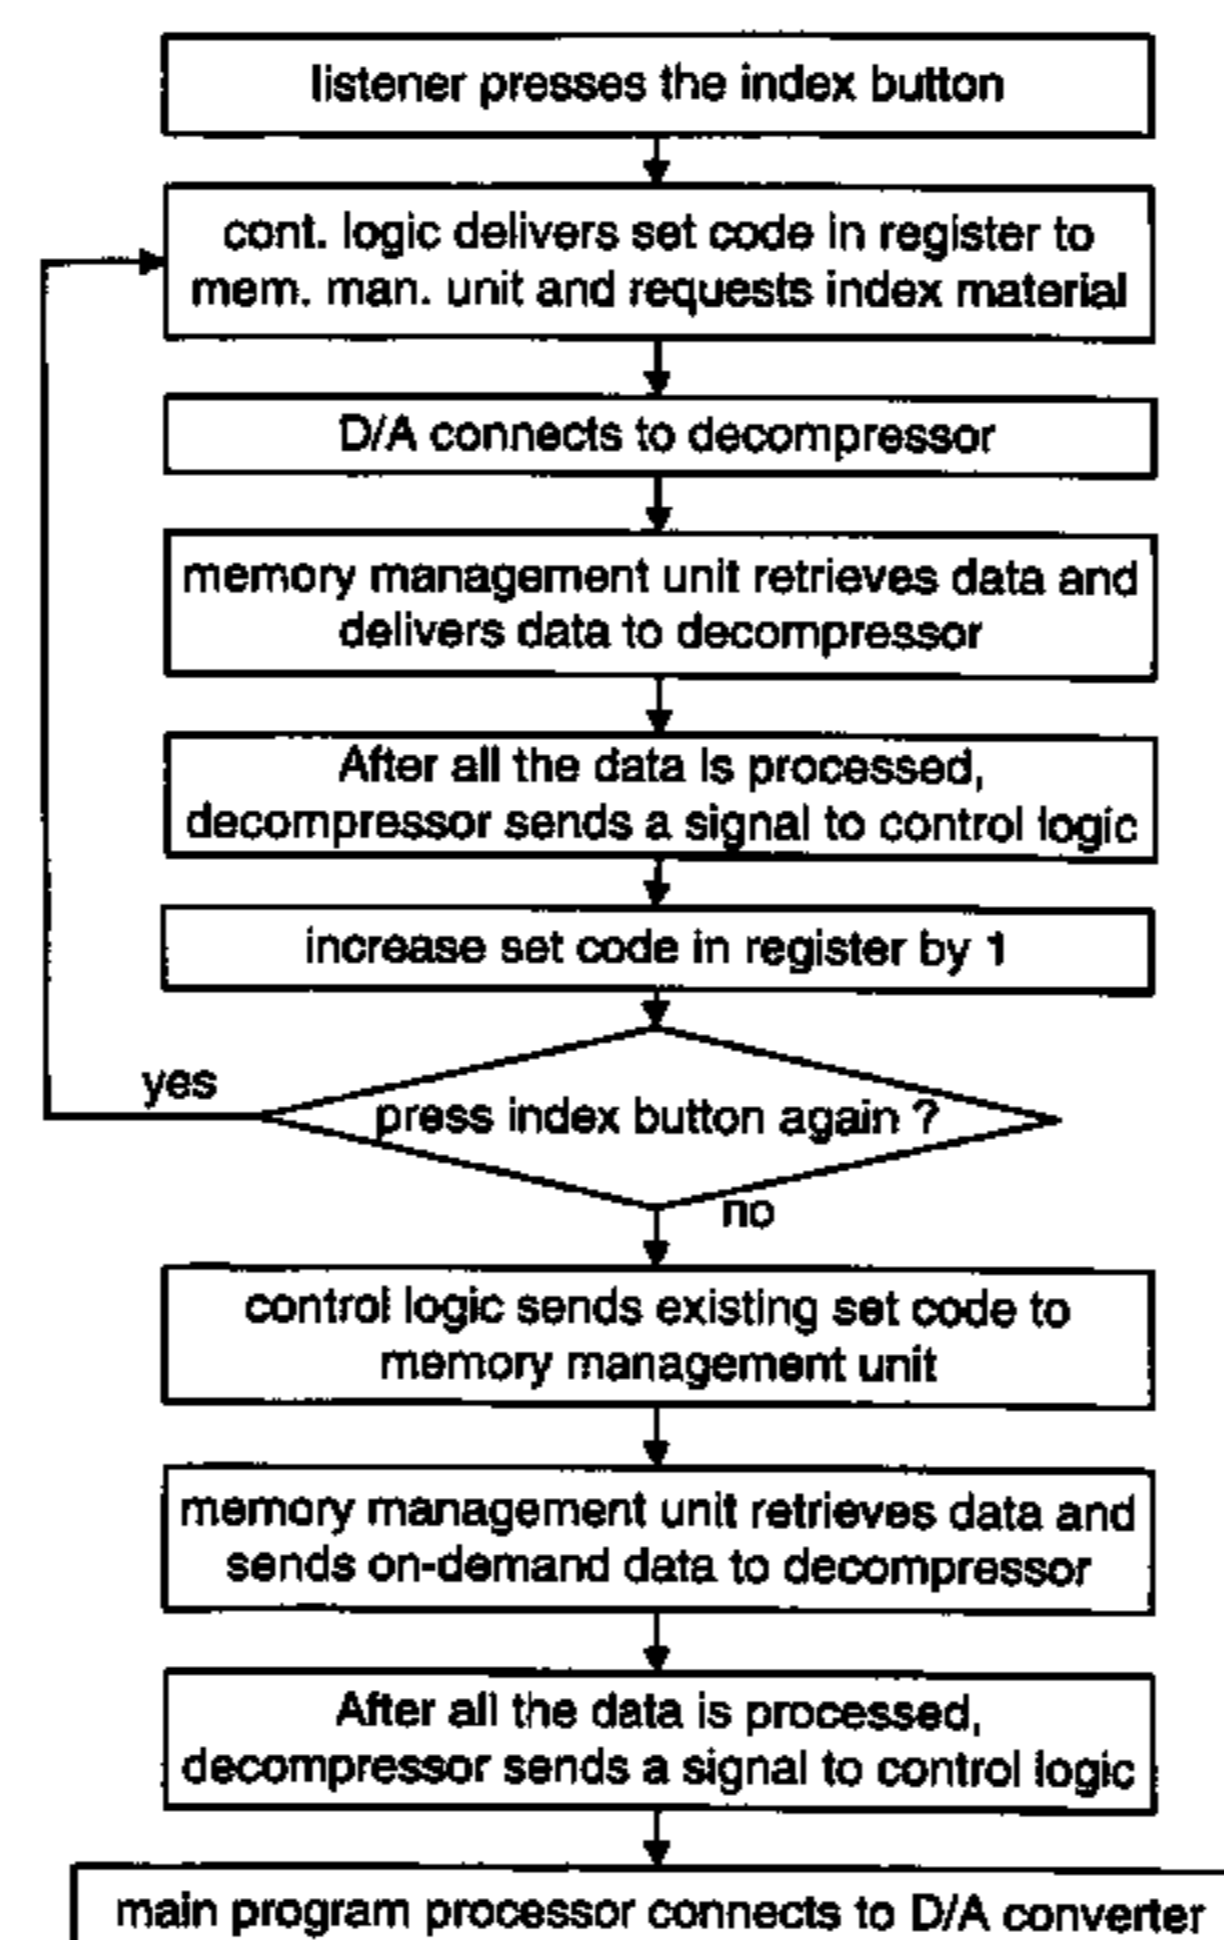 listener presses the index button
cont. logic delivers set code in register to
mem. man. unit and requests index material
D/A connects to decompressor
memory management unit retrieves data and
delivers data to decompressor
After all the data is processed,
decompressor sends a signal to control logic
increase set code in register by 1
yes
press index button again ?
no
control logic sends existing set code to
memory management unit
memory management unit retrieves data and
sends on-demand data to decompressor
After all the data is processed,
decompressor sends a signal to control logic
main program processor connects to D/A converter